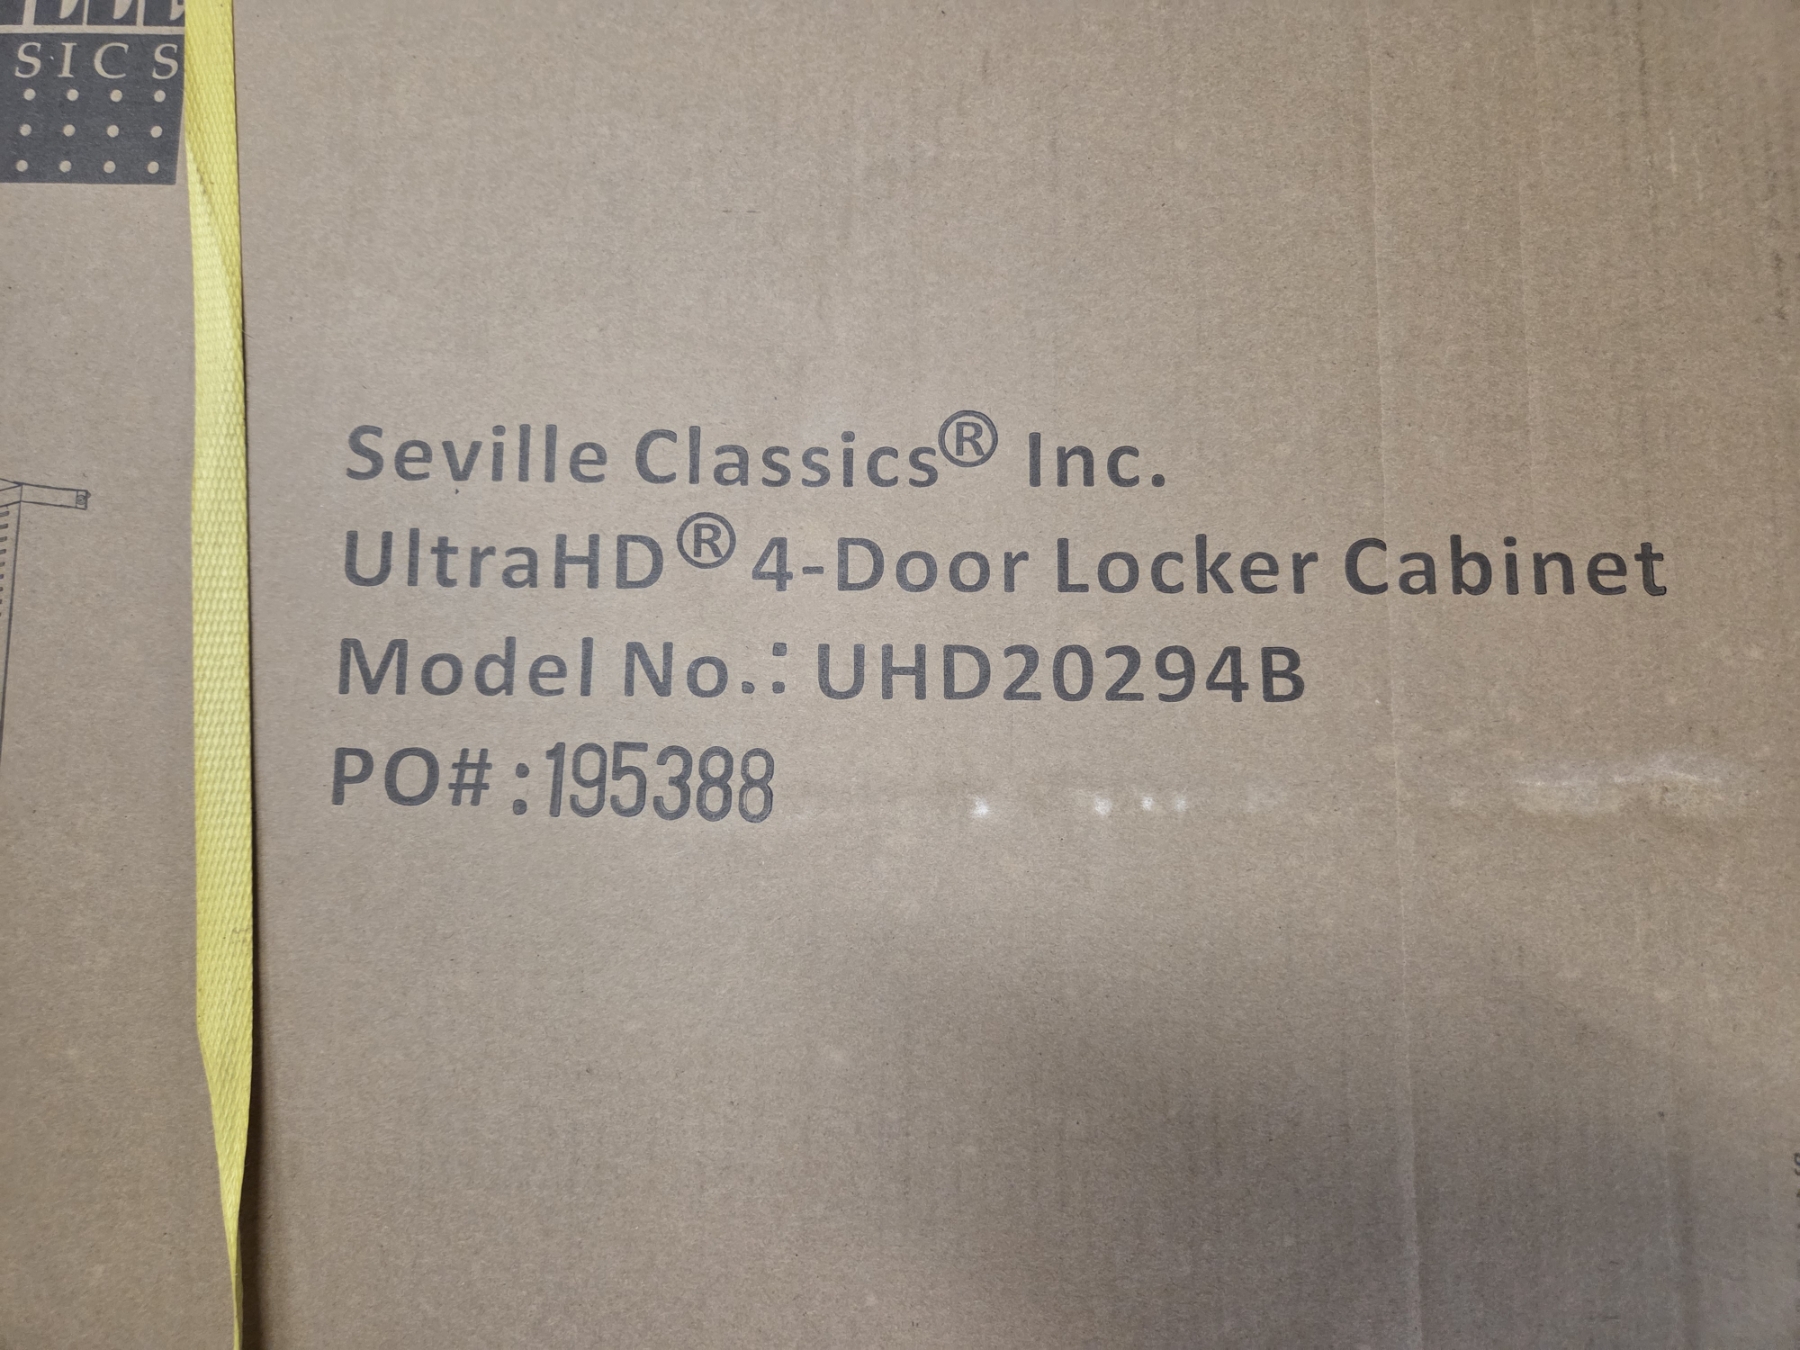 SICS
Seville Classics® Inc.
UltraHD® 4-Door Locker Cabinet
Model No.: UHD20294B
PO#:195388